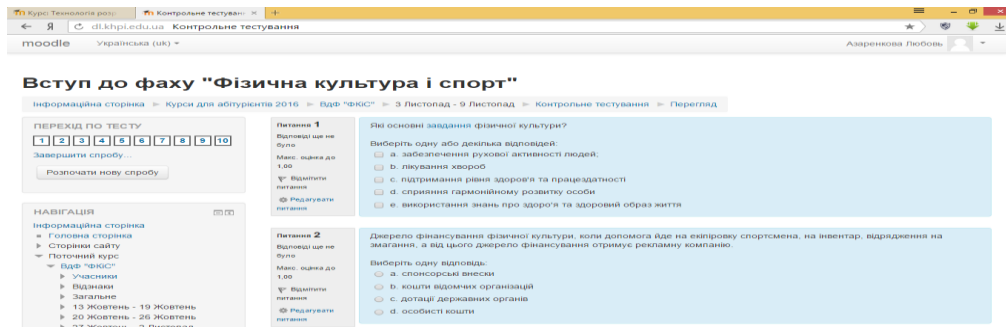 Курс: Технологія розр
Контрольне тестуван
dl.khpi.edu.ua Контрольне тестування
moodle
Українська (uk)
Азаренкова Любовь
Вступ до фаху "Фізична культура і спорт"
Інформаційна сторінка ► Курси для абітурієнтів 2016 ► ВдФ "ФКіС" ► 3 Листопад - 9 Листопад ► Контрольне тестування ► Перегляд
ПЕРЕХІД ПО ТЕСТУ
1 2 3 4 5 6 7 8 9 10
Завершити спробу...
Розпочати нову спробу
НАВІГАЦІЯ
Інформаційна сторінка
Головна сторінка
Сторінки сайту
Поточний курс
ВдФ "ФКіС"
Учасники
Відзнаки
Загальне
13 Жовтень - 19 Жовтень
20 Жовтень - 26 Жовтень
27 Жовтень - 2 Листопад
Питання 1
Відповіді ще не
було
Макс. оцінка до
1,00
Відмітити
питання
Редагувати
питання
Які основні завдання фізичної культури?
Виберіть одну або декілька відповідей:
a. забезпечення рухової активності людей;
b. лікування хвороб
c. підтримання рівня здоров'я та працездатності
d. сприяння гармонійному розвитку особи
e. використання знань про здоро'я та здоровий образ життя
Питання 2
Відповіді ще не
було
Макс. оцінка до
1,00
Відмітити
питання
Редагувати
питання
Джерело фінансування фізичної культури, коли допомога йде на екіпіровку спортсмена, на інвентар, відрядження на
змагання, а від цього джерело фінансування отримує рекламну компанію.
Виберіть одну відповідь:
a. спонсорські внески
b. кошти відомчих організацій
c. дотації державних органів
d. особисті кошти